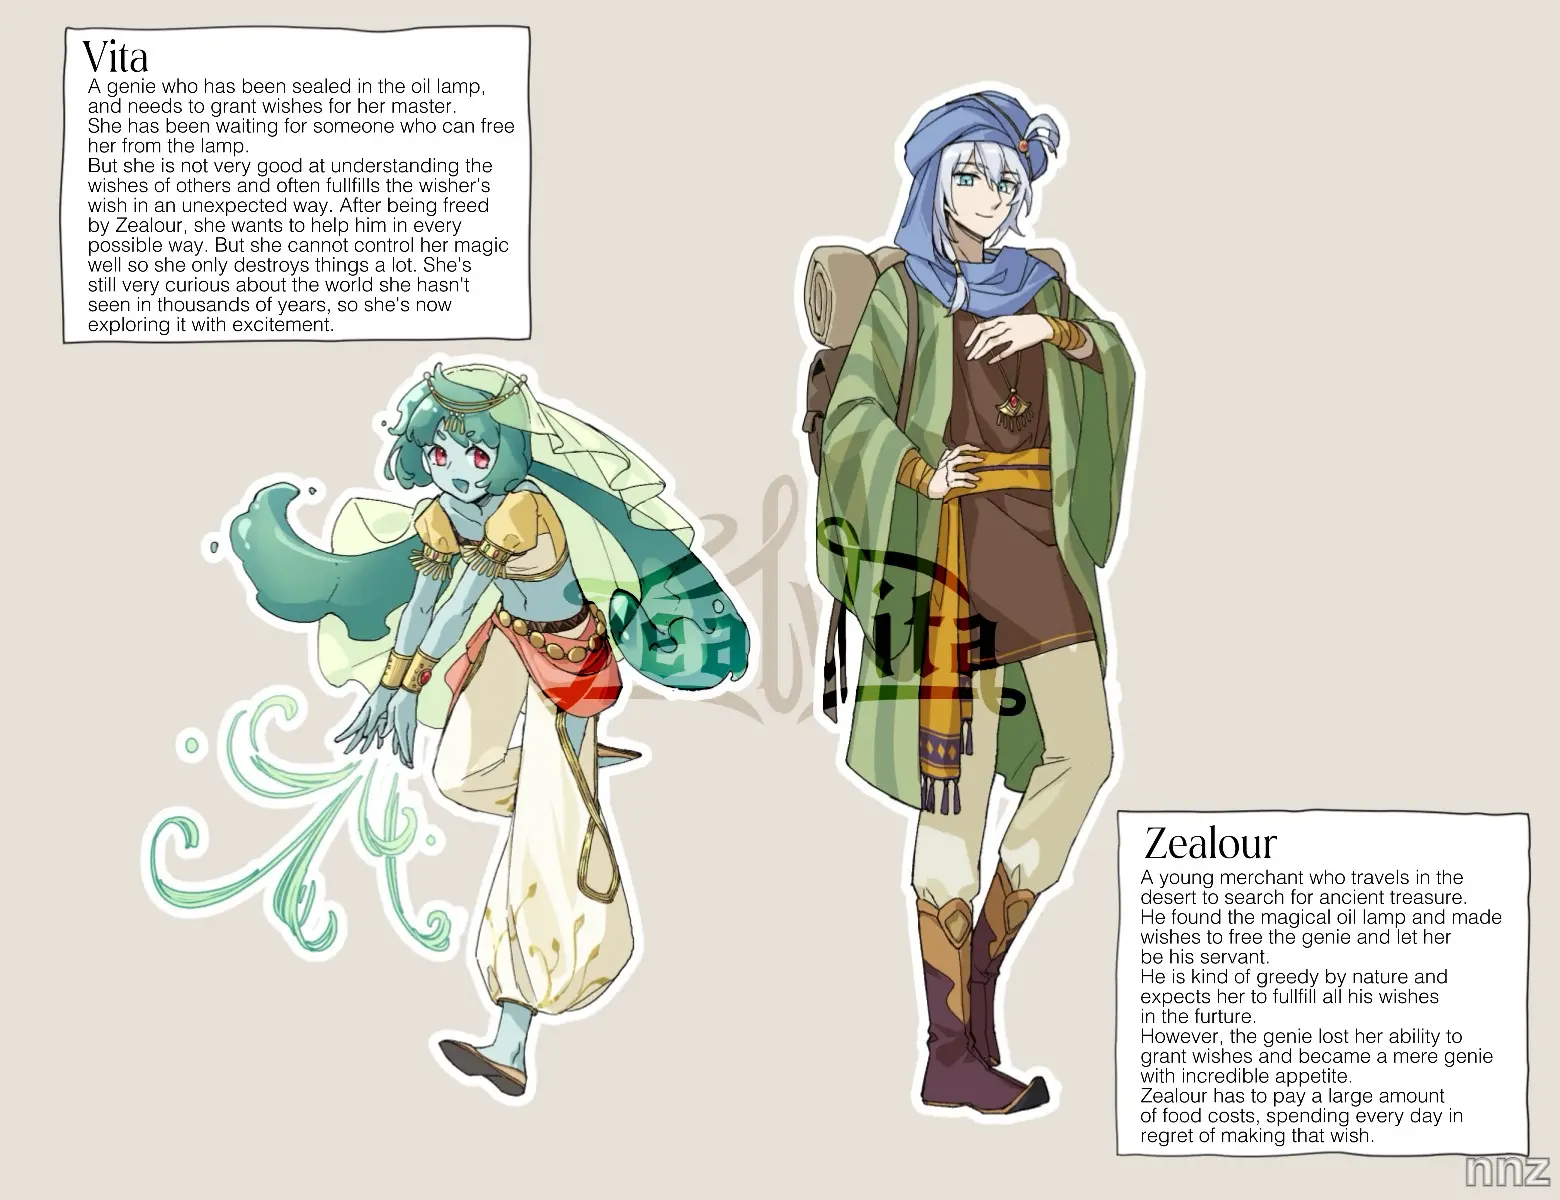 Vita
A genie who has been sealed in the oil lamp,
and needs to grant wishes for her master.
She has been waiting for someone who can free
her from the lamp.
But she is not very good at understanding the
wishes of others and often fullfills the wisher's
wish in an unexpected way. After being freed
by Zealour, she wants to help him in every
possible way. But she cannot control her magic
well so she only destroys things a lot. She's
still very curious about the world she hasn't
seen in thousands of years, so she's now
exploring it with excitement.
ZealVita
Zealour
A young merchant who travels in the
desert to search for ancient treasure.
He found the magical oil lamp and made
wishes to free the genie and let her
be his servant.
He is kind of greedy by nature and
expects her to fullfill all his wishes
in the furture.
However, the genie lost her ability to
grant wishes and became a mere genie
with incredible appetite.
Zealour has to pay a large amount
of food costs, spending every day in
regret of making that wish.
nnz